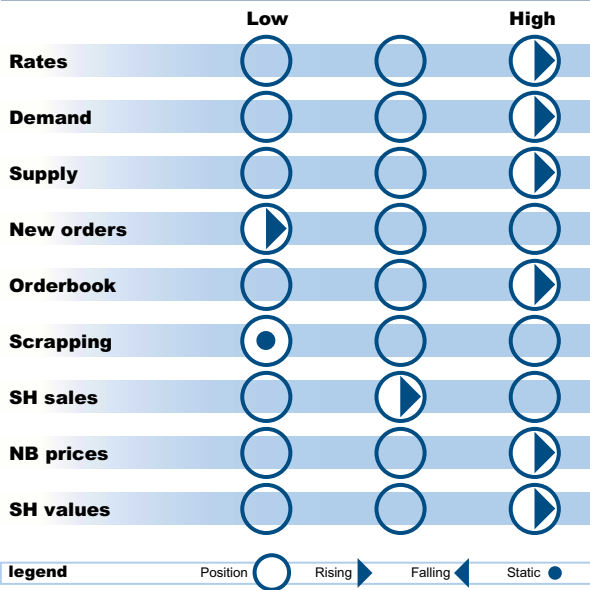 Low High
Rates
Demand
Supply
New orders
Orderbook
Scrapping
SH sales
NB prices
SH values
legend Position Rising Falling Static